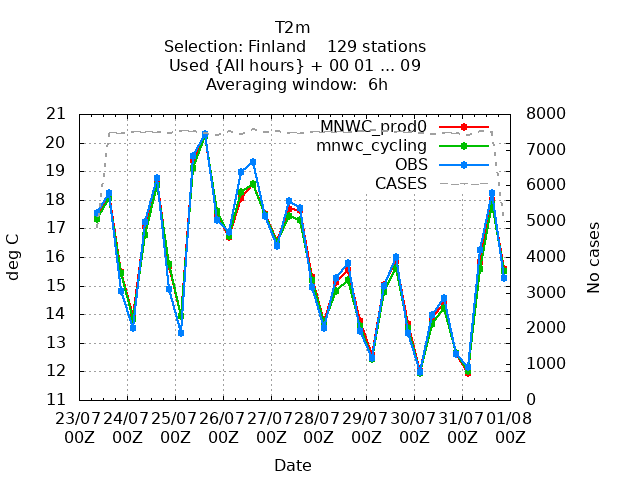 T2m
Selection: Finland    129 stations
Used {All hours} + 00 01 ... 09
Averaging window:  6h
21
20
19
18
17
16
15
14
13
12
11
deg C
MNWC_prod0
mnwc_cycling
OBS
CASES
8000
7000
6000
5000
4000
3000
2000
1000
0
No cases
23/07 24/07 25/07 26/07 27/07 28/07 29/07 30/07 31/07 01/08
00Z 00Z 00Z 00Z 00Z 00Z 00Z 00Z 00Z 00Z
Date